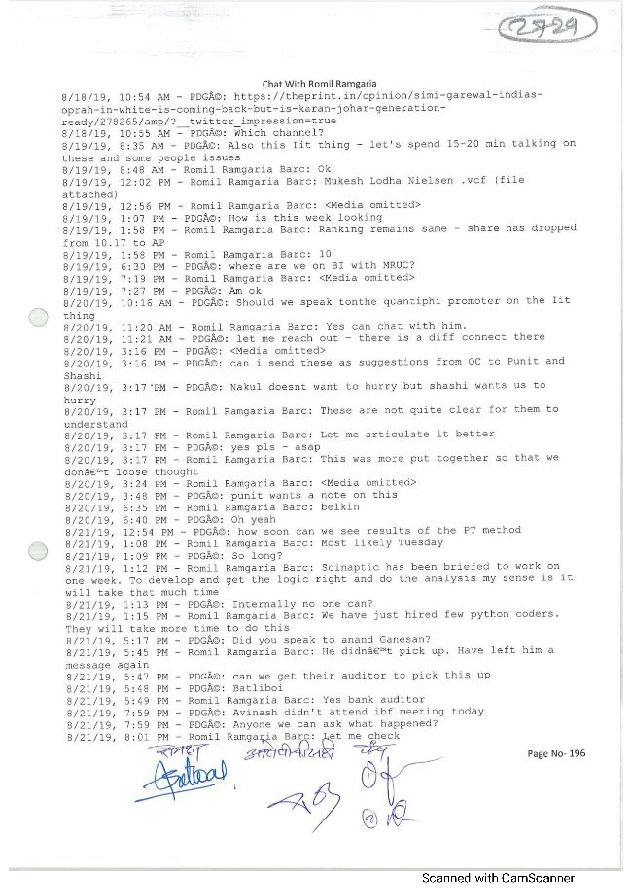 2729
Chat With Romil Ramgaria
8/18/19, 10:54 AM - PDGÂ©: https://theprint.in/opinion/simi-garewal-indias-
oprah-in-white-is-coming-back-but-is-karan-johar-generation-
ready/278265/amp/?__twitter_impression=true
8/18/19, 10:55 AM - PDGÂ©: Which channel?
8/19/19, 6:35 AM - PDGÂ©: Also this Iit thing - let's spend 15-20 min talking on
these and some people issues
8/19/19, 6:48 AM - Romil Ramgaria Barc: Ok
8/19/19, 12:02 PM - Romil Ramgaria Barc: Mukesh Lodha Nielsen .vcf (file
attached)
8/19/19, 12:56 PM - Romil Ramgaria Barc: <Media omitted>
8/19/19, 1:07 PM - PDGÂ©: How is this week looking
8/19/19, 1:58 PM - Romil Ramgaria Barc: Ranking remains same - share has dropped
from 10.17 to AP
8/19/19, 1:58 PM - Romil Ramgaria Barc: 10
8/19/19, 6:30 PM - PDGÂ©: where are we on BI with MRUC?
8/19/19, 7:19 PM - Romil Ramgaria Barc: <Media omitted>
8/19/19, 7:27 PM - PDGÂ©: Am ok
8/20/19, 10:16 AM - PDGÂ©: Should we speak tonthe quantiphi promoter on the Iit
thing
8/20/19, 11:20 AM - Romil Ramgaria Barc: Yes can chat with him.
8/20/19, 11:21 AM - PDGÂ©: let me reach out - there is a diff connect there
8/20/19, 3:16 PM - PDGÂ©: <Media omitted>
8/20/19, 3:16 PM - PDGÂ©: can i send these as suggestions from OC to Punit and
Shashi
8/20/19, 3:17 PM - PDGÂ©: Nakul doesnt want to hurry but shashi wants us to
hurry
8/20/19, 3:17 PM - Romil Ramgaria Barc: These are not quite clear for them to
understand
8/20/19, 3:17 PM - Romil Ramgaria Barc: Let me articulate it better
8/20/19, 3:17 PM - PDGÂ©: yes pls - asap
8/20/19, 3:17 PM - Romil Ramgaria Barc: This was more put together so that we
donâ€™t loose thought
8/20/19, 3:24 PM - Romil Ramgaria Barc: <Media omitted>
8/20/19, 3:48 PM - PDGÂ©: punit wants a note on this
8/20/19, 5:35 PM - Romil Ramgaria Barc: belkin
8/20/19, 6:40 PM - PDGÂ©: Oh yeah
8/21/19, 12:54 PM - PDGÂ©: how soon can we see results of the PT method
8/21/19, 1:08 PM - Romil Ramgaria Barc: Most likely Tuesday
8/21/19, 1:09 PM - PDGÂ©: So long?
8/21/19, 1:12 PM - Romil Ramgaria Barc: Scinaptic has been briefed to work on
one week. To develop and get the logic right and do the analysis my sense is it
will take that much time
8/21/19, 1:13 PM - PDGÂ©: Internally no one can?
8/21/19, 1:15 PM - Romil Ramgaria Barc: We have just hired few python coders.
They will take more time to do this
8/21/19, 5:17 PM - PDGÂ©: Did you speak to anand Ganesan?
8/21/19, 5:45 PM - Romil Ramgaria Barc: He didnâ€™t pick up. Have left him a
message again
8/21/19, 5:47 PM - PDGÂ©: can we get their auditor to pick this up
8/21/19, 5:48 PM - PDGÂ©: Batliboi
8/21/19, 5:49 PM - Romil Ramgaria Barc: Yes bank auditor
8/21/19, 7:59 PM - PDGÂ©: Avinash didn't attend ibf meeting today
8/21/19, 7:59 PM - PDGÂ©: Anyone we can ask what happened?
8/21/19, 8:01 PM - Romil Ramgaria Barc: Let me check
Page No- 196
Scanned with CamScanner